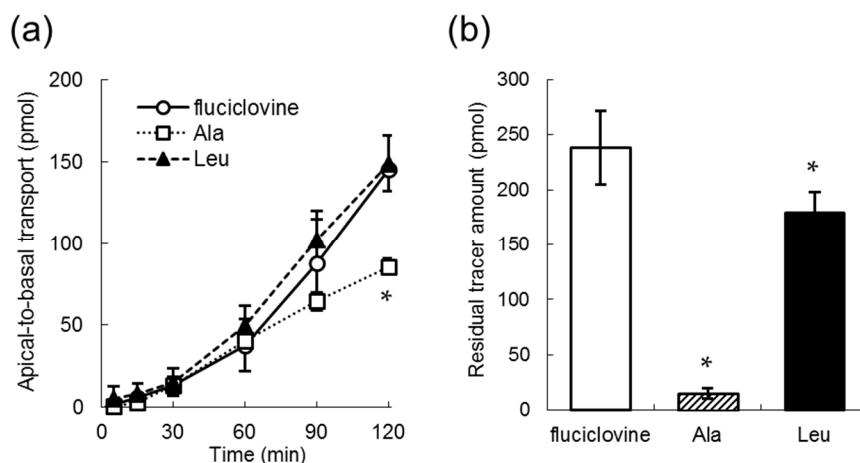 (a)
Apical-to-basal transport (pmol)
200
150
100
50
0
fluciclovine
Ala
Leu
*
0 30 60 90 120
Time (min)
(b)
Residual tracer amount (pmol)
300
250
200
150
100
50
0
*
*
fluciclovine Ala Leu